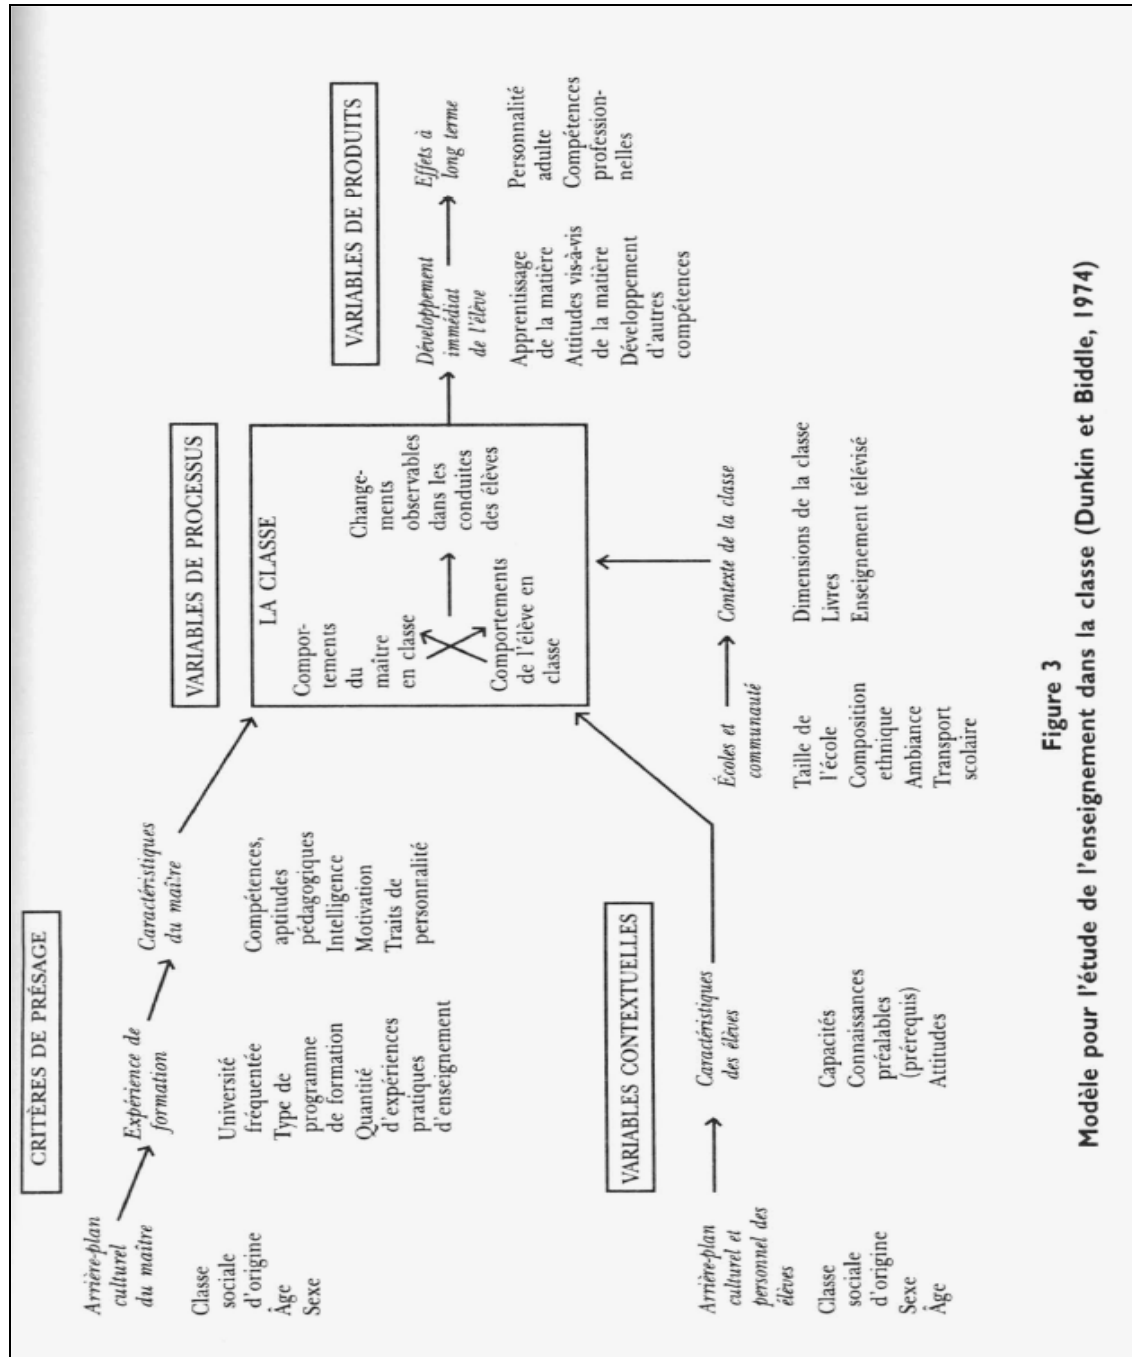 CRITÈRES DE PRÉSAGE
Arrière-plan
culturel
du maître
Classe
sociale
d'origine
Âge
Sexe
Expérience de
formation
Université
fréquentée
Type de
programme
de formation
Quantité
d'expériences
pratiques
d'enseignement
Caractéristiques
du maître
Compétences,
aptitudes
pédagogiques
Intelligence
Motivation
Traits de
personnalité
VARIABLES CONTEXTUELLES
Arrière-plan
culturel et
personnel des
élèves
Classe
sociale
d'origine
Sexe
Âge
Caractéristiques
des élèves
Capacités
Connaissances
préalables
(prérequis)
Attitudes
Écoles et
communauté
Taille de
l'école
Composition
ethnique
Ambiance
Transport
scolaire
Contexte de la classe
Dimensions de la classe
Livres
Enseignement télévisé
VARIABLES DE PROCESSUS
LA CLASSE
Compor-
tements
du
maître
en classe
Comportements
de l'élève en
classe
Change-
ments
observables
dans les
conduites
des élèves
VARIABLES DE PRODUITS
Développement
immédiat
de l'élève
Apprentissage
de la matière
Attitudes vis-à-vis
de la matière
Développement
d'autres
compétences
Effets à
long terme
Personnalité
adulte
Compétences
profession-
nelles
Figure 3
Modèle pour l'étude de l'enseignement dans la classe (Dunkin et Biddle, 1974)